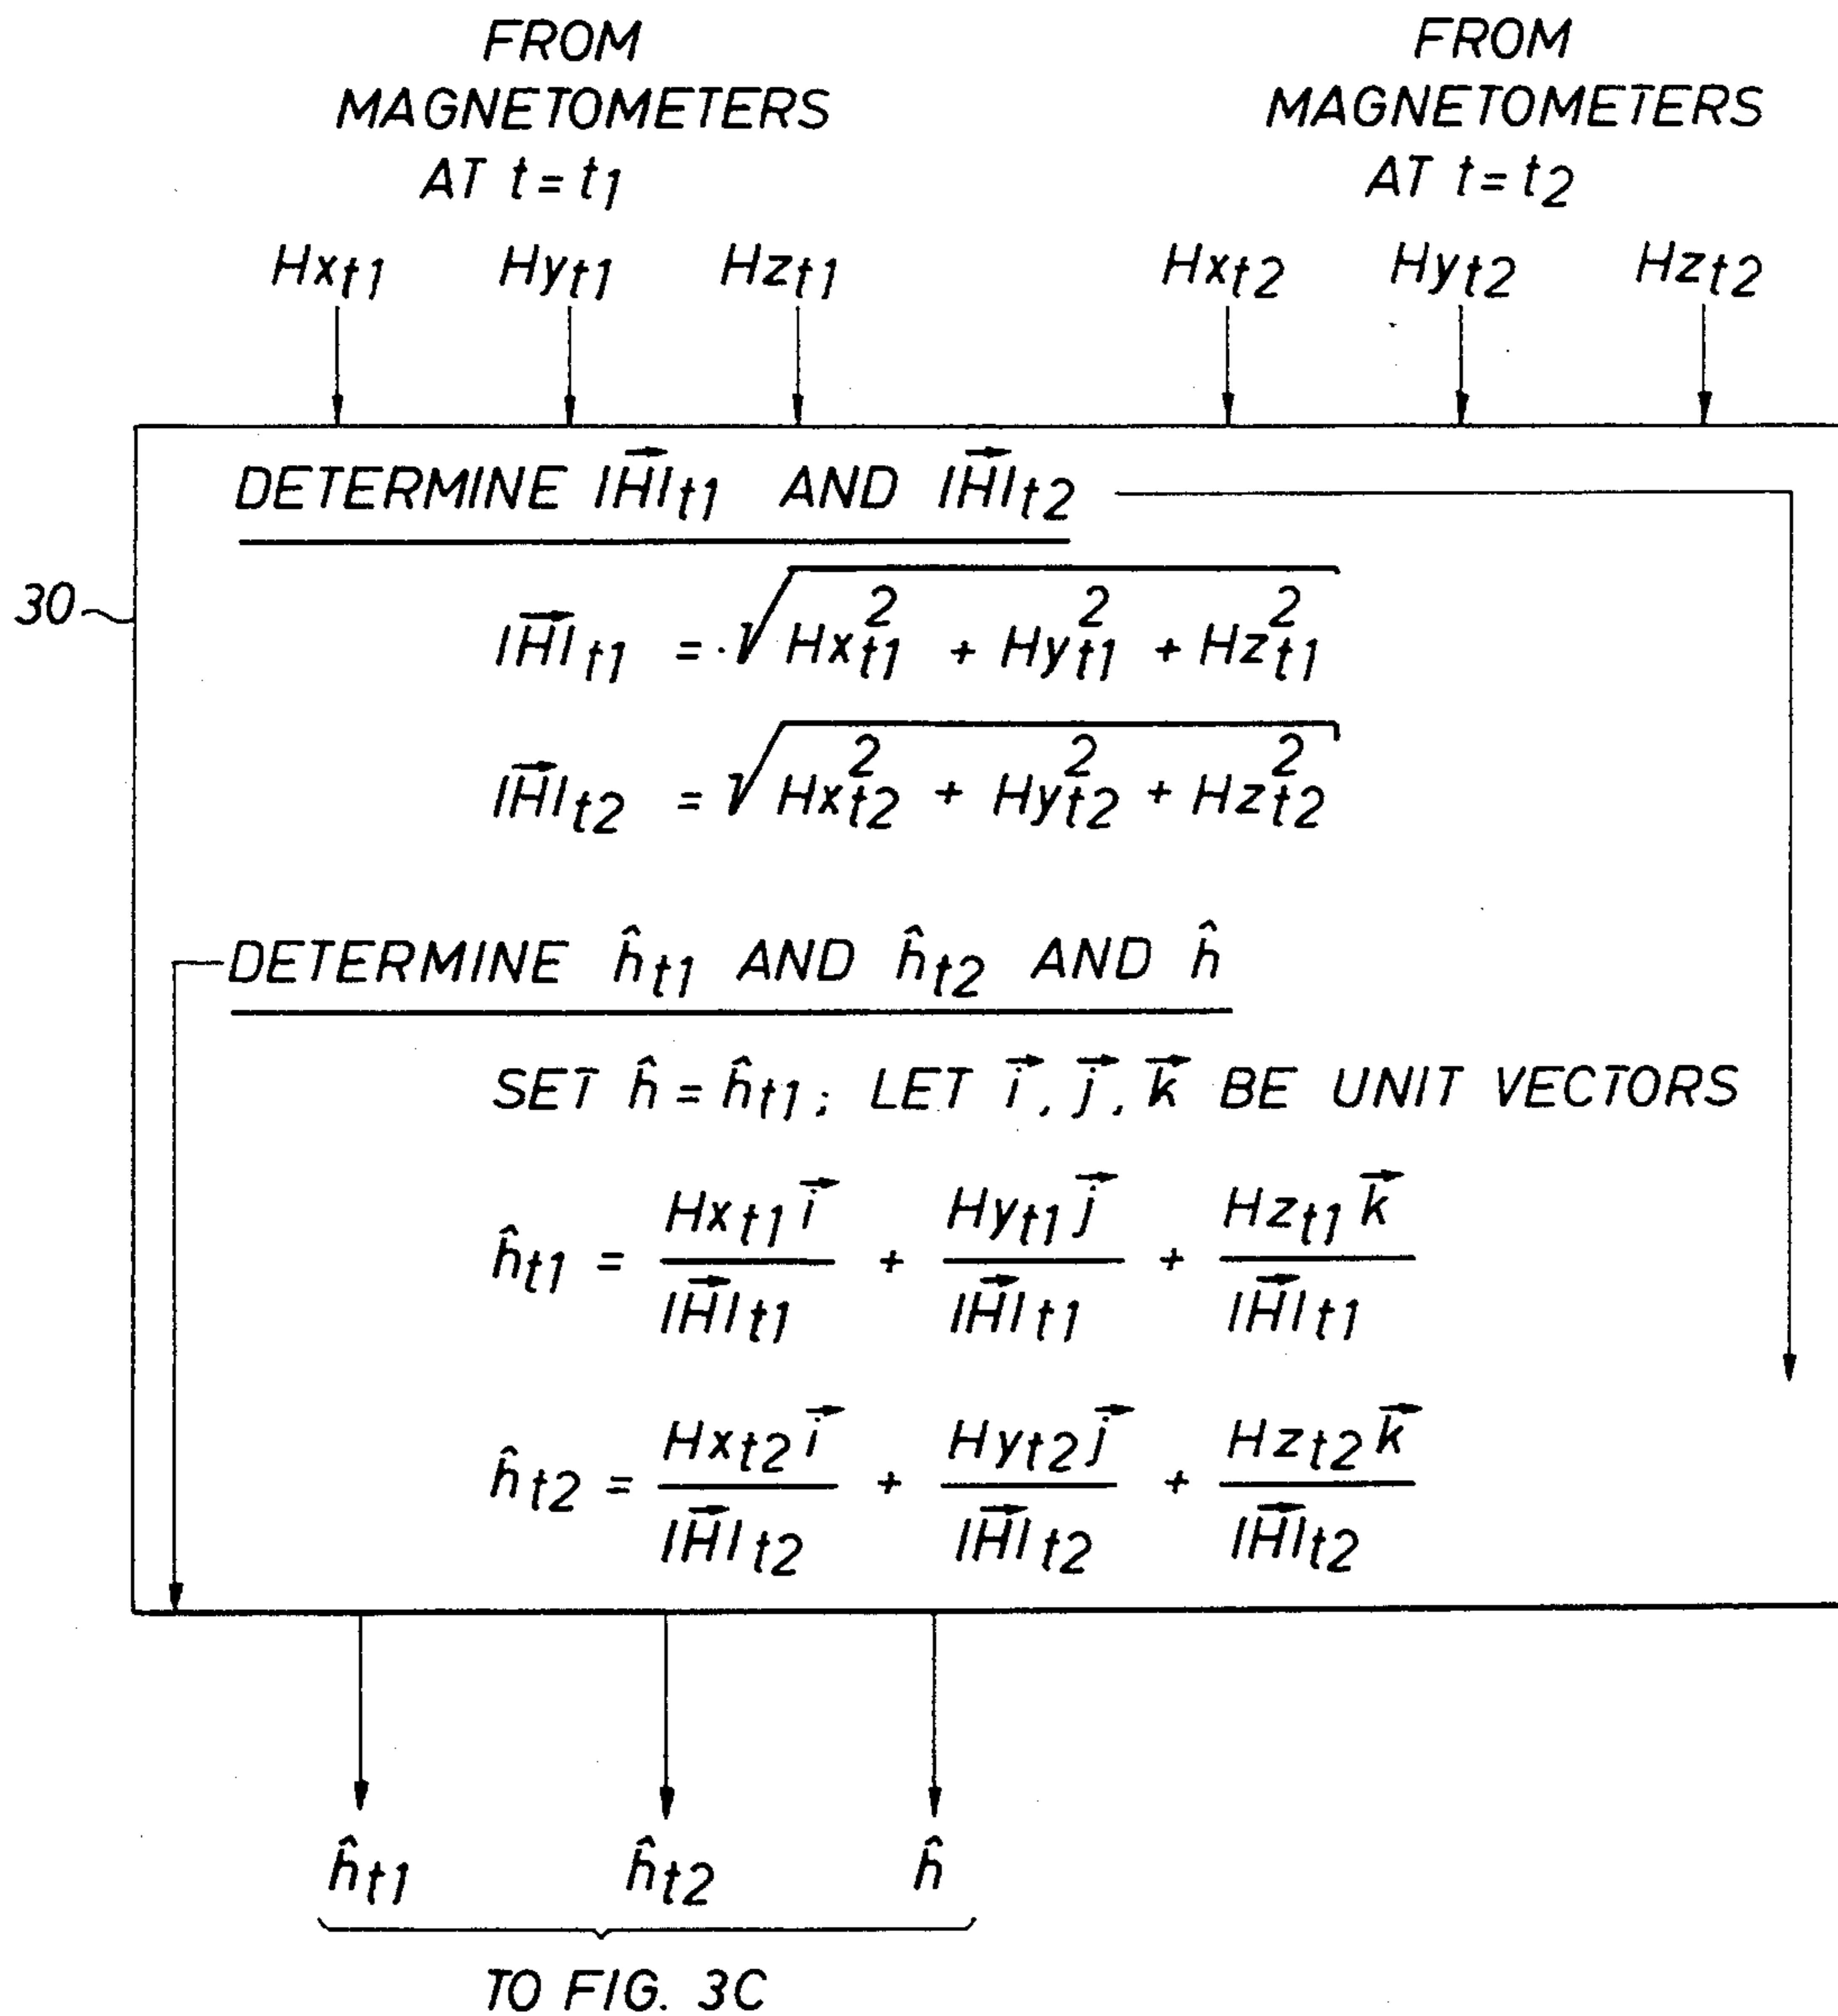 FROM MAGNETOMETERS AT t=t1
FROM MAGNETOMETERS AT t=t2
Hxt1 Hyt1 Hzt1 Hxt2 Hyt2 Hzt2
DETERMINE |H⃗|t1 AND |H⃗|t2
30
|H⃗|t1 = √(Hx²t1 + Hy²t1 + Hz²t1)
|H⃗|t2 = √(Hx²t2 + Hy²t2 + Hz²t2)
DETERMINE ĥt1 AND ĥt2 AND ĥ
SET ĥ = ĥt1; LET i⃗, j⃗, k⃗ BE UNIT VECTORS
ĥt1 = Hxt1 i⃗ / |H⃗|t1 + Hyt1 j⃗ / |H⃗|t1 + Hzt1 k⃗ / |H⃗|t1
ĥt2 = Hxt2 i⃗ / |H⃗|t2 + Hyt2 j⃗ / |H⃗|t2 + Hzt2 k⃗ / |H⃗|t2
ĥt1 ĥt2 ĥ
TO FIG. 3C